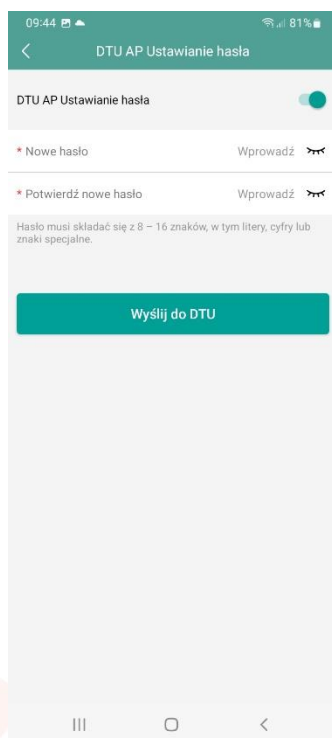 09:44 81%
DTU AP Ustawianie hasła
DTU AP Ustawianie hasła
* Nowe hasło Wprowadź
* Potwierdź nowe hasło Wprowadź
Hasło musi składać się z 8 – 16 znaków, w tym litery, cyfry lub
znaki specjalne.
Wyślij do DTU